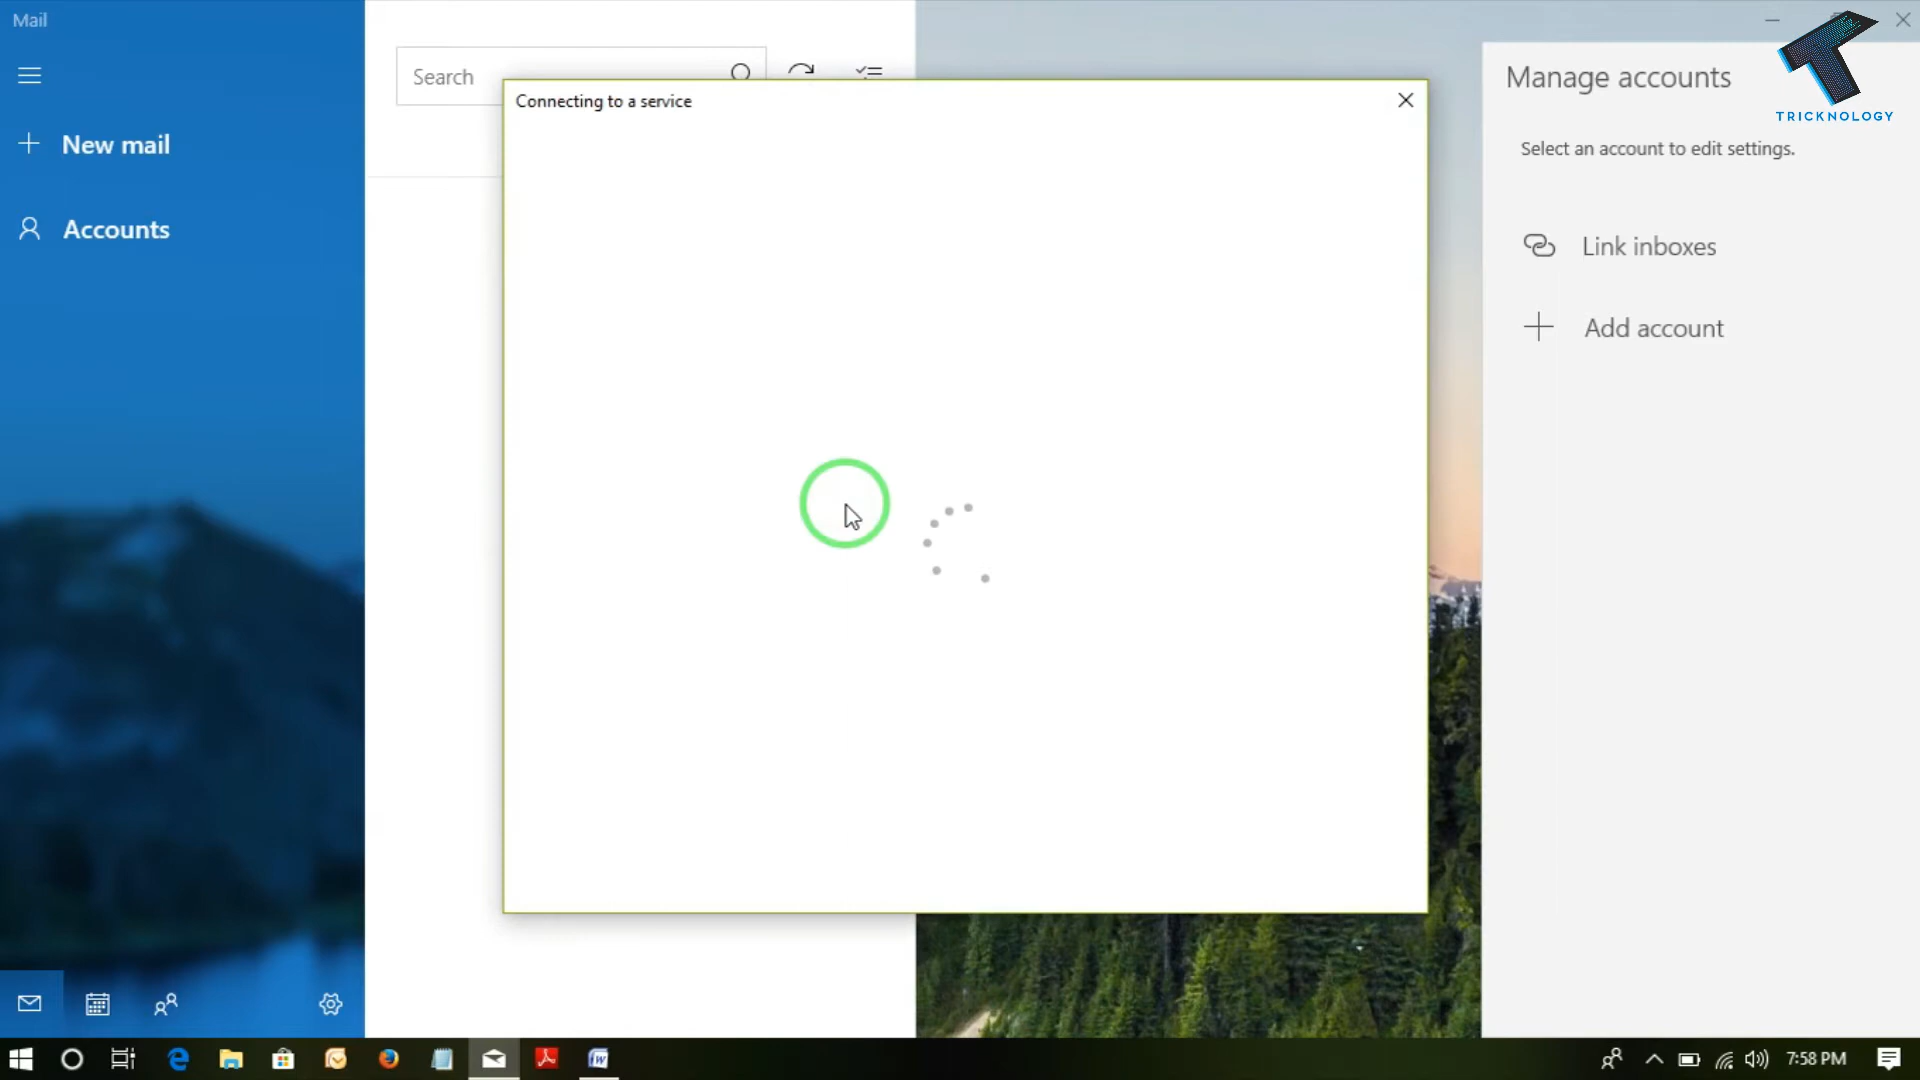 Mail
Search
Connecting to a service
New mail
Accounts
Manage accounts
TRICKNOLOGY
Select an account to edit settings.
Link inboxes
Add account
7:58 PM